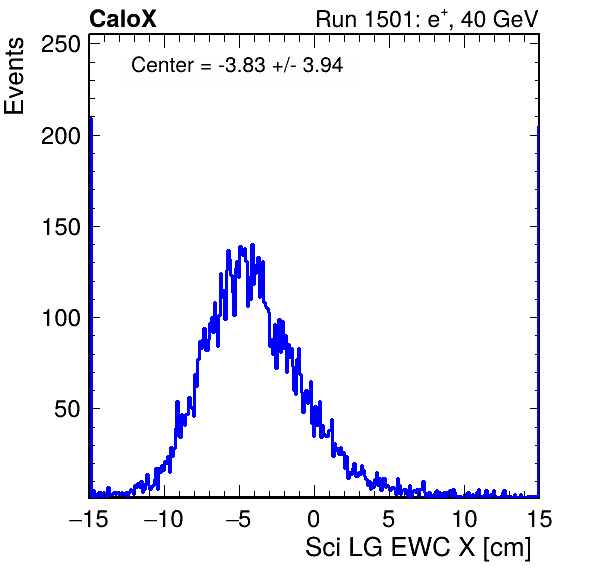 CaloX
Run 1501: e⁺, 40 GeV
Center = -3.83 +/- 3.94
Events
250
200
150
100
50
−15
−10
−5
0
5
10
15
Sci LG EWC X [cm]